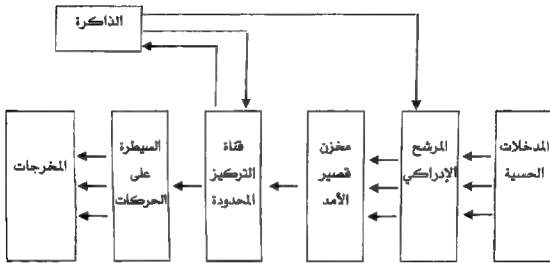 الذاكرة
المدخلات
الحسية
المرشح
الإدراكي
مخزن
قصير
الأمد
قناة
التركيز
المحدودة
السيطرة
على
الحركات
المخرجات